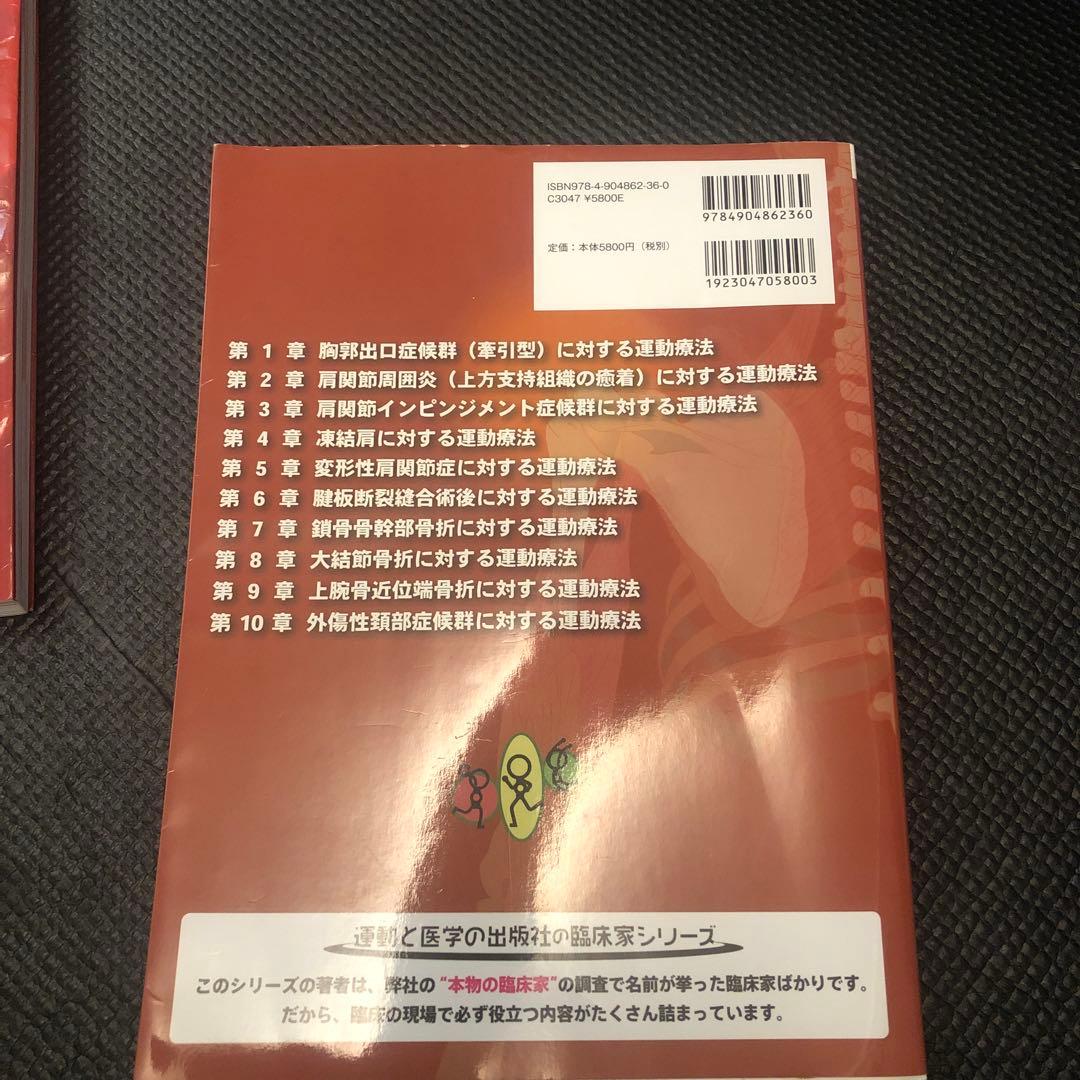 ISBN978-4-904862-36-0
C3047 ¥5800E
9784904862360
定価：本体5800円（税別）
1923047058003
第 1 章 胸郭出口症候群（牽引型）に対する運動療法
第 2 章 肩関節周囲炎（上方支持組織の癒着）に対する運動療法
第 3 章 肩関節インピンジメント症候群に対する運動療法
第 4 章 凍結肩に対する運動療法
第 5 章 変形性肩関節症に対する運動療法
第 6 章 腱板断裂縫合術後に対する運動療法
第 7 章 鎖骨骨幹部骨折に対する運動療法
第 8 章 大結節骨折に対する運動療法
第 9 章 上腕骨近位端骨折に対する運動療法
第 10 章 外傷性頚部症候群に対する運動療法
運動と医学の出版社の臨床家シリーズ
このシリーズの著者は、弊社の“本物の臨床家”の調査で名前が挙った臨床家ばかりです。
だから、臨床の現場で必ず役立つ内容がたくさん詰まっています。